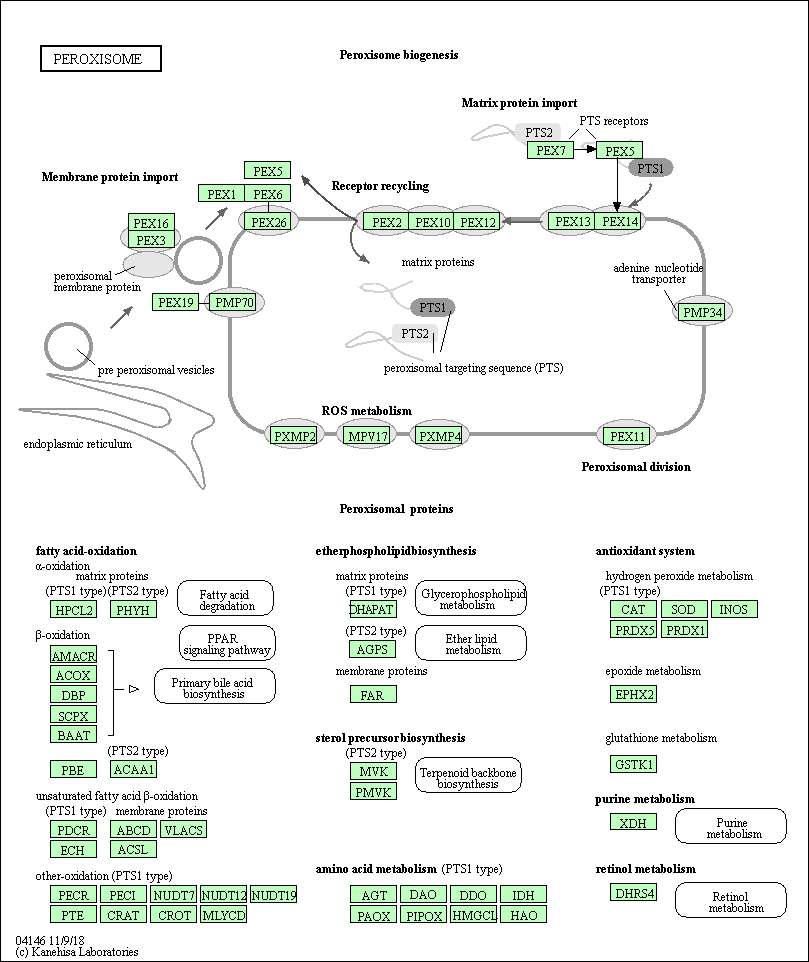 PEROXISOME
Peroxisome biogenesis
Matrix protein import
PTS2
PTS receptors
PEX7
PEX5
PTS1
Membrane protein import
PEX5
Receptor recycling
PEX1
PEX6
PEX16
PEX3
PEX26
PEX2
PEX10
PEX12
PEX13
PEX14
matrix proteins
adenine nucleotide
transporter
peroxisomal
membrane protein
PEX19
PMP70
PTS1
PMP34
PTS2
pre peroxisomal vesicles
peroxisomal targeting sequence (PTS)
ROS metabolism
endoplasmic reticulum
PXMP2
MPV17
PXMP4
PEX11
Peroxisomal division
Peroxisomal proteins
fatty acid-oxidation
α-oxidation
matrix proteins
(PTS1 type)
(PTS2 type)
HPCL2
PHYH
Fatty acid
degradation
β-oxidation
PPAR
signaling pathway
AMACR
ACOX
DBP
SCPX
BAAT
Primary bile acid
biosynthesis
(PTS2 type)
PBE
ACAA1
unsaturated fatty acid β-oxidation
(PTS1 type)
membrane proteins
PDCR
ABCD
VLACS
ECH
ACSL
other-oxidation (PTS1 type)
PECR
PECI
NUDT7
NUDT12
NUDT19
PTE
CRAT
CROT
MLYCD
etherphospholipidbiosynthesis
matrix proteins
(PTS1 type)
DHAPAT
Glycerophospholipid
metabolism
(PTS2 type)
AGPS
Ether lipid
metabolism
membrane proteins
FAR
sterol precursor biosynthesis
(PTS2 type)
MVK
PMVK
Terpenoid backbone
biosynthesis
amino acid metabolism (PTS1 type)
AGT
DAO
DDO
IDH
PAOX
PIPOX
HMGCL
HAO
antioxidant system
hydrogen peroxide metabolism
(PTS1 type)
CAT
SOD
INOS
PRDX5
PRDX1
epoxide metabolism
EPHX2
glutathione metabolism
GSTK1
purine metabolism
XDH
Purine
metabolism
retinol metabolism
DHRS4
Retinol
metabolism
04146 11/9/18
(c) Kanehisa Laboratories